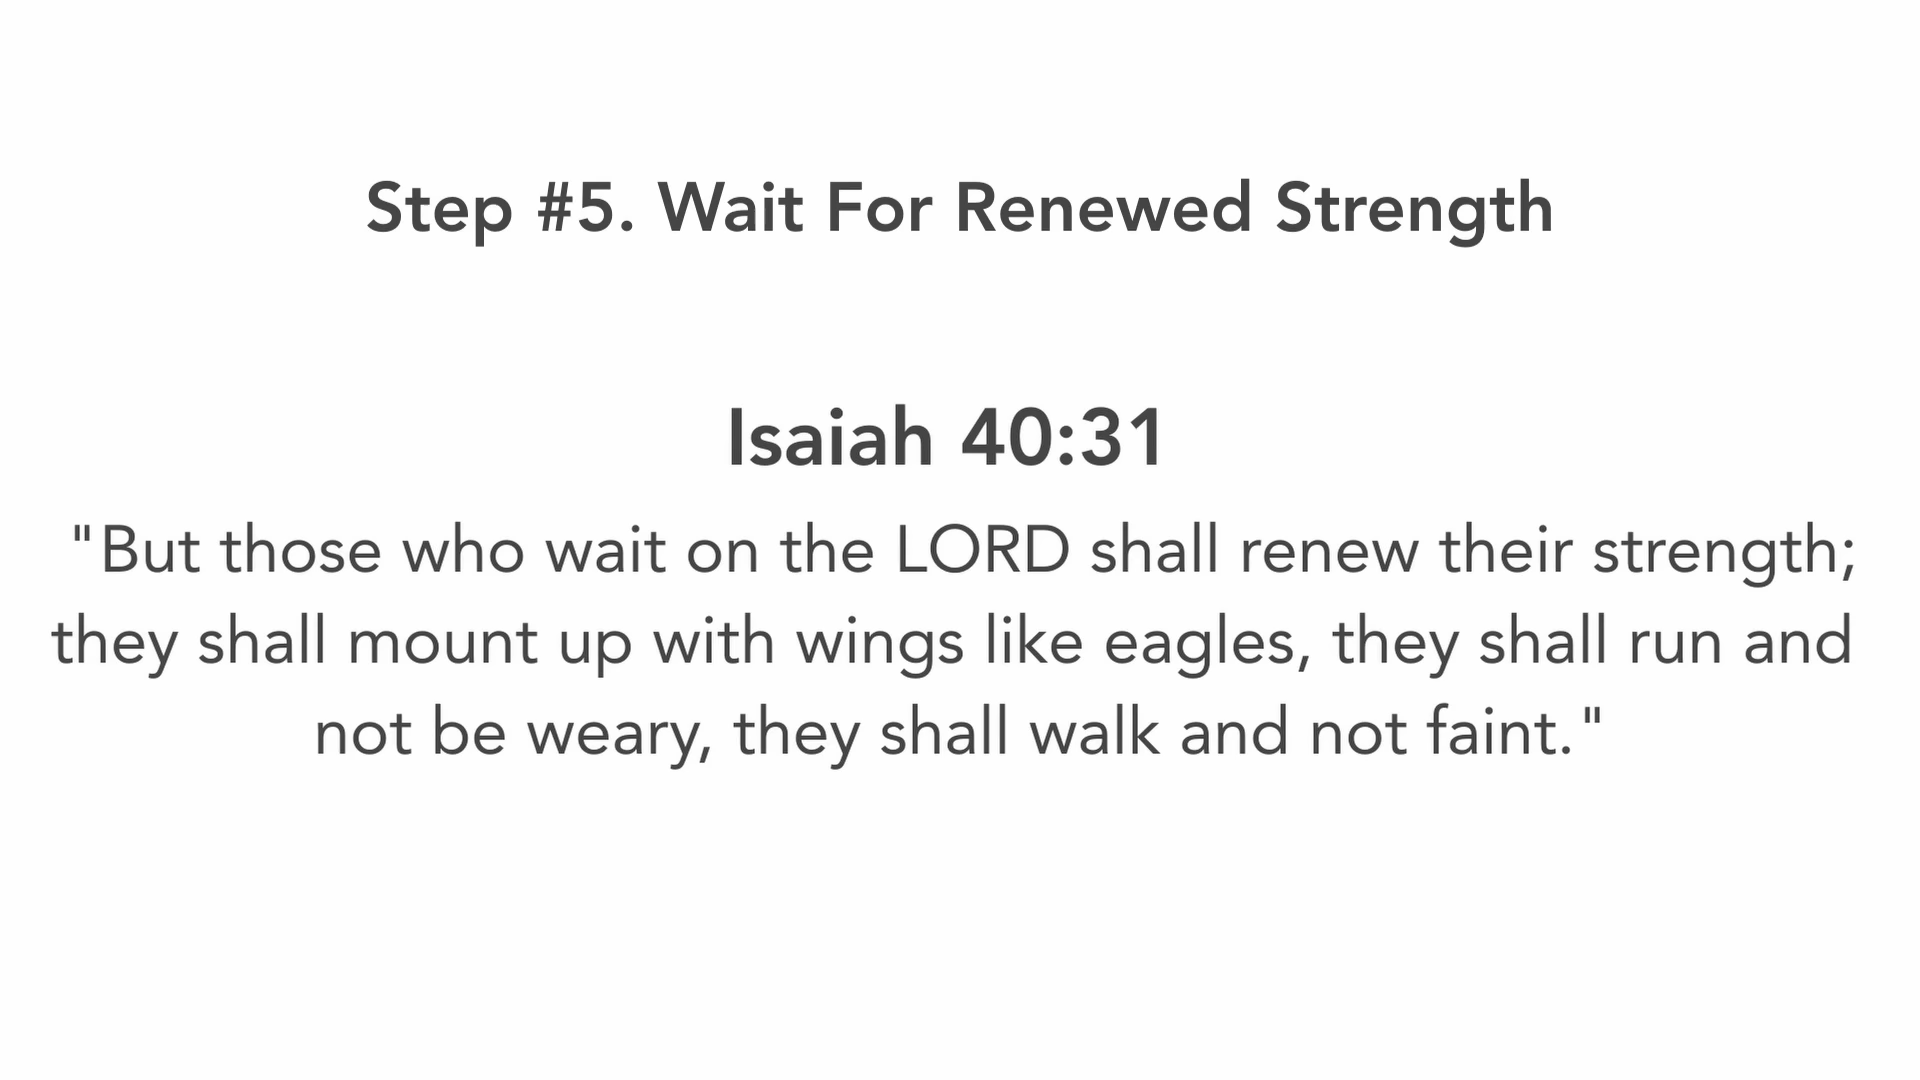 Step #5. Wait For Renewed Strength
Isaiah 40:31
"But those who wait on the LORD shall renew their strength;
they shall mount up with wings like eagles, they shall run and
not be weary, they shall walk and not faint."